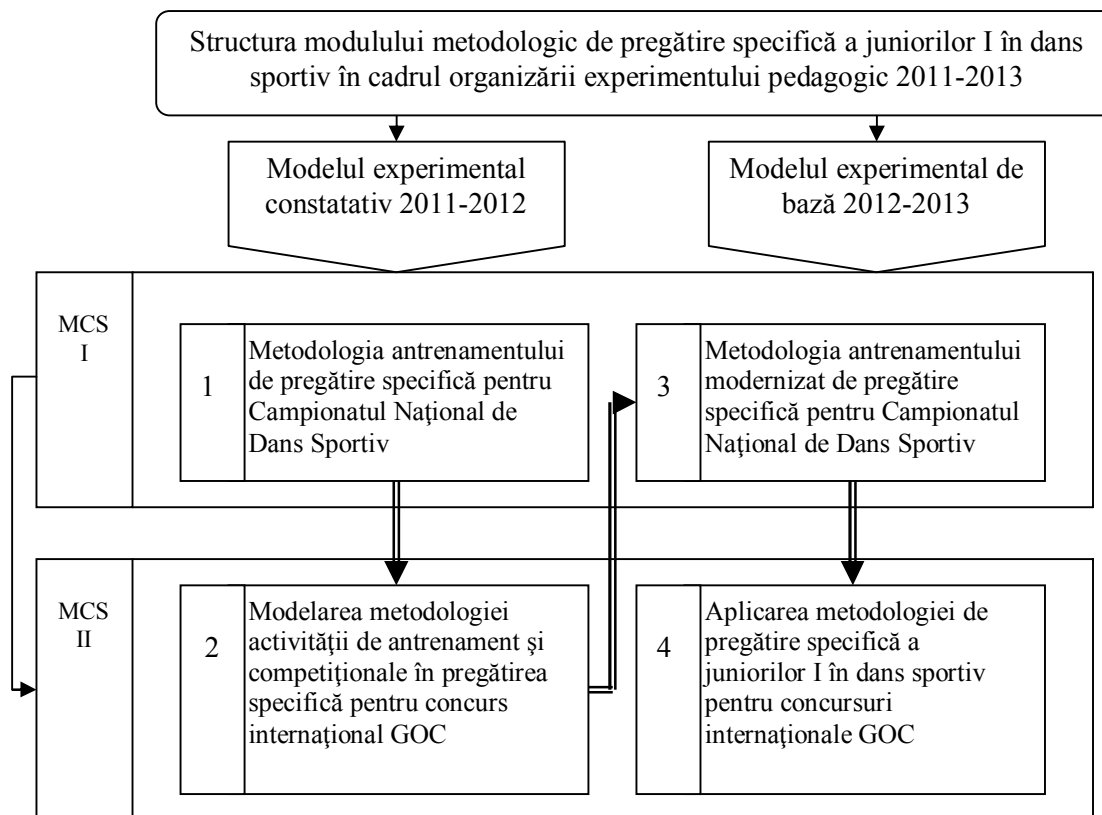 Structura modulului metodologic de pregătire specifică a juniorilor I în dans
sportiv în cadrul organizării experimentului pedagogic 2011-2013
Modelul experimental
constatativ 2011-2012
Modelul experimental de
bază 2012-2013
MCS
I
1
Metodologia antrenamentului
de pregătire specifică pentru
Campionatul Naţional de
Dans Sportiv
3
Metodologia antrenamentului
modernizat de pregătire
specifică pentru Campionatul
Naţional de Dans Sportiv
MCS
II
2
Modelarea metodologiei
activităţii de antrenament şi
competiţionale în pregătirea
specifică pentru concurs
internaţional GOC
4
Aplicarea metodologiei de
pregătire specifică a
juniorilor I în dans sportiv
pentru concursuri
internaţionale GOC